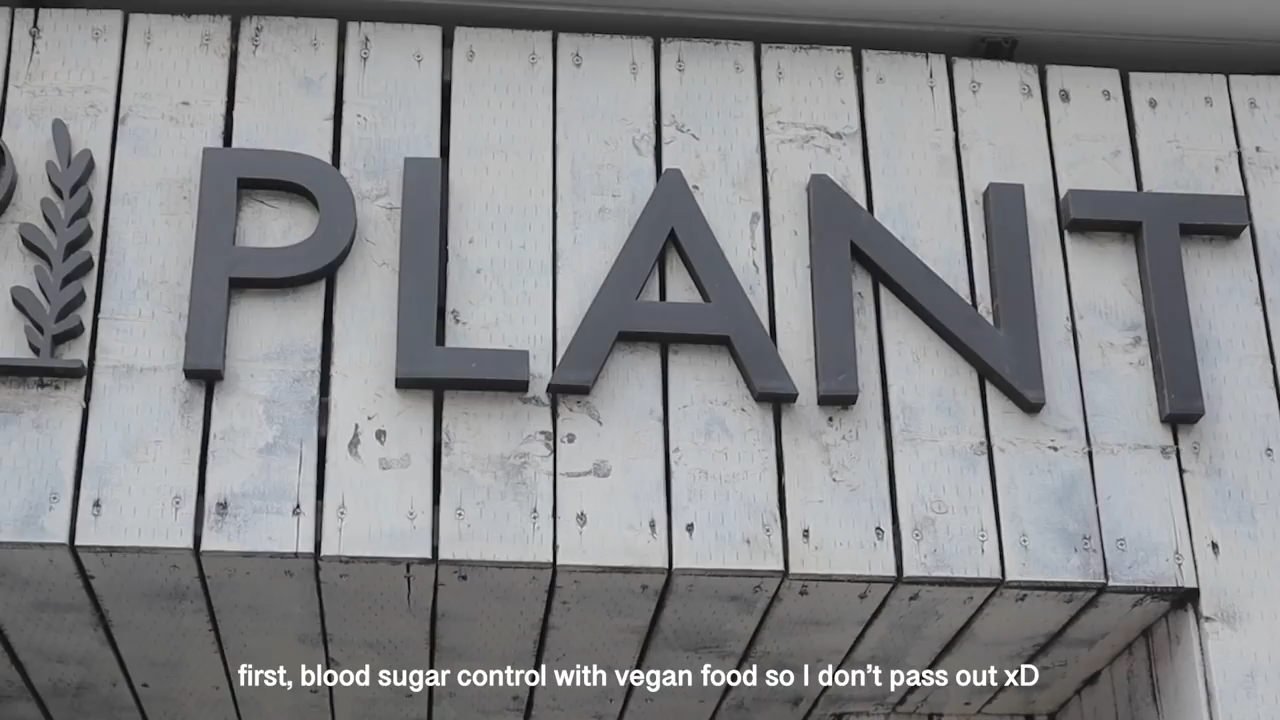 PLANT
first, blood sugar control with vegan food so I don’t pass out xD